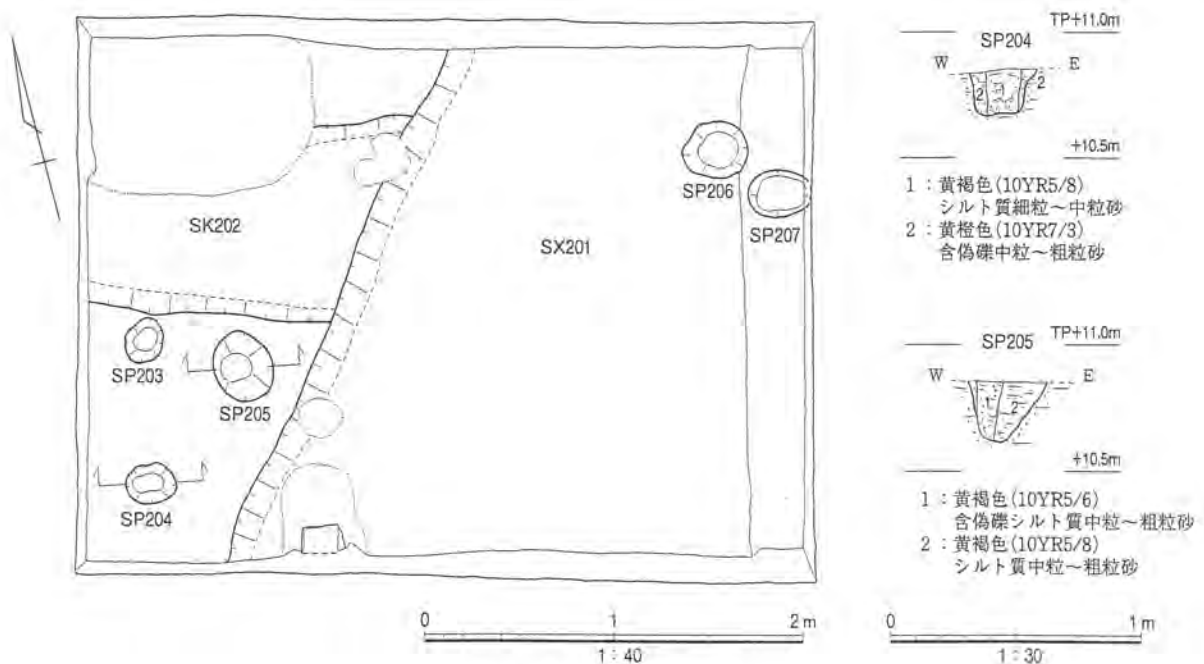 SK202
SX201
SP206
SP207
SP203
SP205
SP204
0 1 2m
1:40
TP+11.0m
SP204
W E
2
1
2
+10.5m
1：黄褐色(10YR5/8)
シルト質細粒～中粒砂
2：黄橙色(10YR7/3)
含偽礫中粒～粗粒砂
SP205 TP+11.0m
W E
1
2
+10.5m
1：黄褐色(10YR5/6)
含偽礫シルト質中粒～粗粒砂
2：黄褐色(10YR5/8)
シルト質中粒～粗粒砂
0 1m
1:30